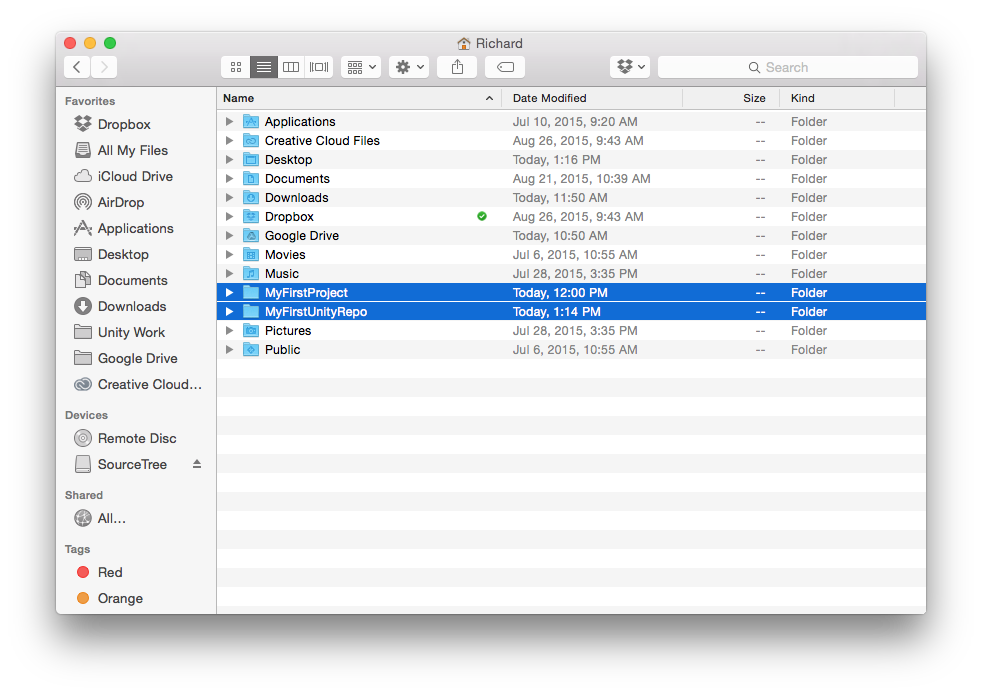 Richard
Search
Favorites
Dropbox
All My Files
iCloud Drive
AirDrop
Applications
Desktop
Documents
Downloads
Unity Work
Google Drive
Creative Cloud...
Devices
Remote Disc
SourceTree
Shared
All...
Tags
Red
Orange
Name Date Modified Size Kind
Applications Jul 10, 2015, 9:20 AM -- Folder
Creative Cloud Files Aug 26, 2015, 9:43 AM -- Folder
Desktop Today, 1:16 PM -- Folder
Documents Aug 21, 2015, 10:39 AM -- Folder
Downloads Today, 11:50 AM -- Folder
Dropbox Aug 26, 2015, 9:43 AM -- Folder
Google Drive Today, 10:50 AM -- Folder
Movies Jul 6, 2015, 10:55 AM -- Folder
Music Jul 28, 2015, 3:35 PM -- Folder
MyFirstProject Today, 12:00 PM -- Folder
MyFirstUnityRepo Today, 1:14 PM -- Folder
Pictures Jul 28, 2015, 3:35 PM -- Folder
Public Jul 6, 2015, 10:55 AM -- Folder